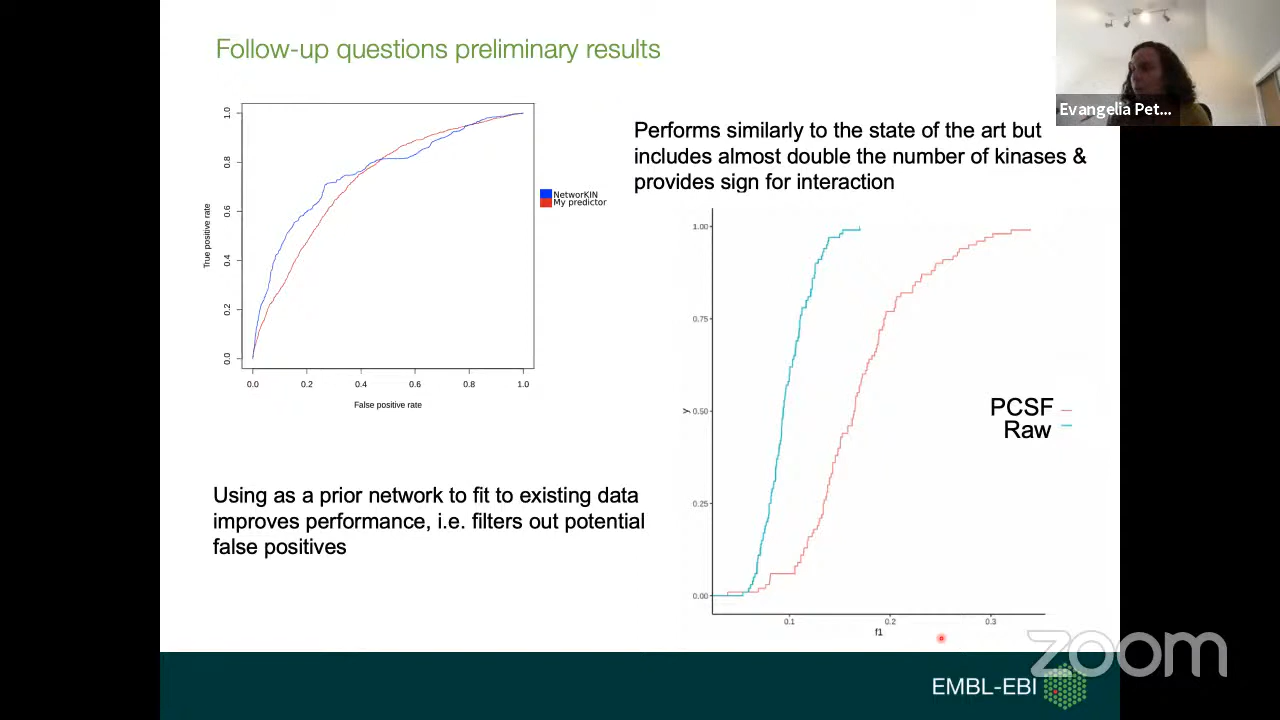 Follow-up questions preliminary results
Evangelia Pet...
1.0
0.8
0.6
0.4
0.2
0.0
True positive rate
0.0 0.2 0.4 0.6 0.8 1.0
False positive rate
NetworKIN
My predictor
Performs similarly to the state of the art but
includes almost double the number of kinases &
provides sign for interaction
1.00
0.75
0.50
0.25
0.00
y
0.1 0.2 0.3
f1
PCSF
Raw
Using as a prior network to fit to existing data
improves performance, i.e. filters out potential
false positives
zoom
EMBL-EBI